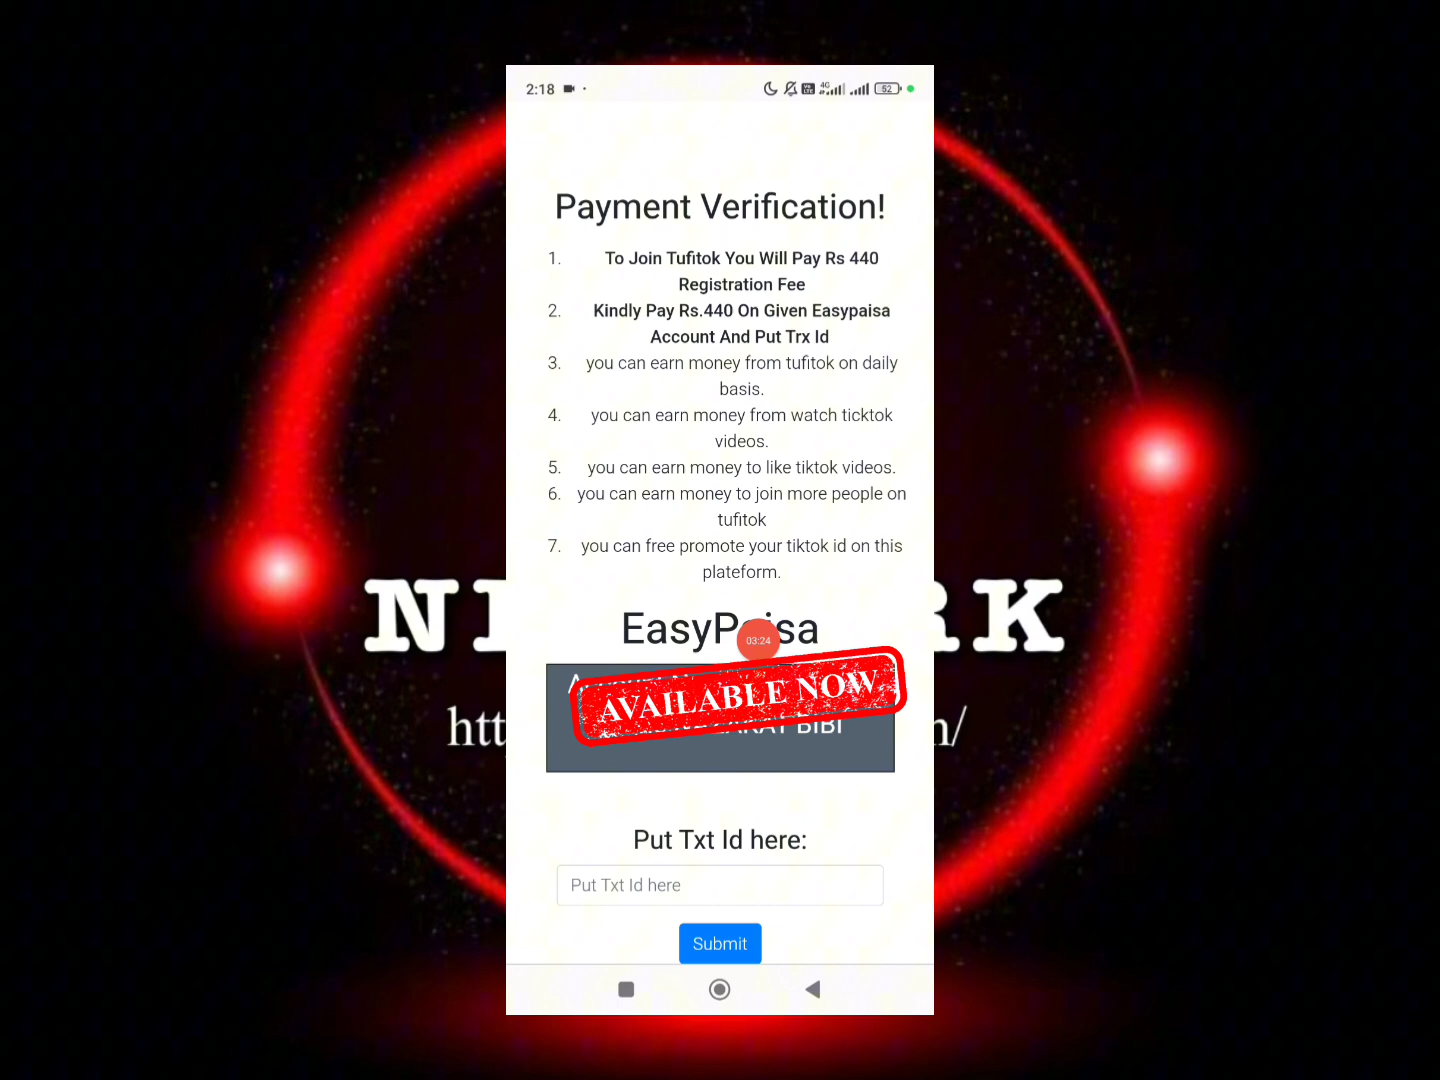 2:18
4G
52
Payment Verification!
1. To Join Tufitok You Will Pay Rs 440
Registration Fee
2. Kindly Pay Rs.440 On Given Easypaisa
Account And Put Trx Id
3. you can earn money from tufitok on daily
basis.
4. you can earn money from watch ticktok
videos.
5. you can earn money to like tiktok videos.
6. you can earn money to join more people on
tufitok
7. you can free promote your tiktok id on this
plateform.
EasyPaisa
03:24
AVAILABLE NOW
BIBI
Put Txt Id here:
Put Txt Id here
Submit